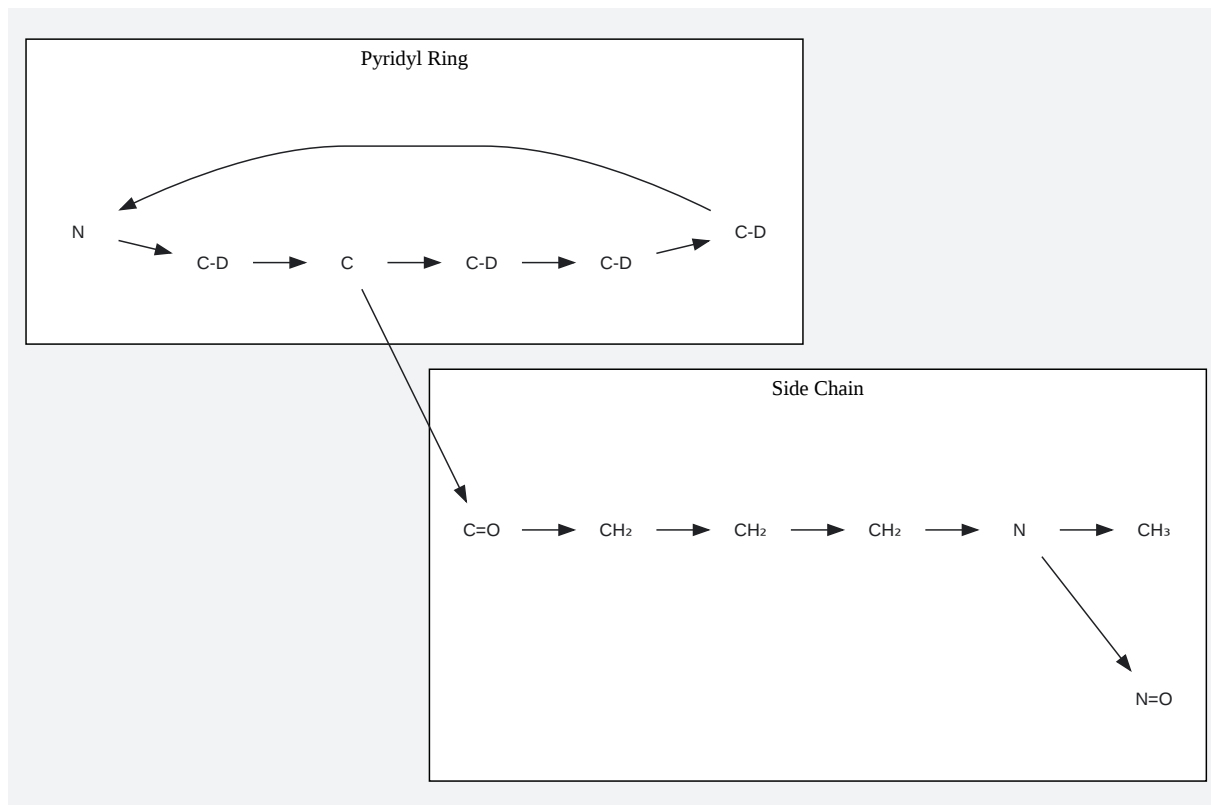 Pyridyl Ring
N
C-D
C-D
C
C-D
C-D
Side Chain
C=O
CH₂
CH₂
CH₂
N
CH₃
N=O